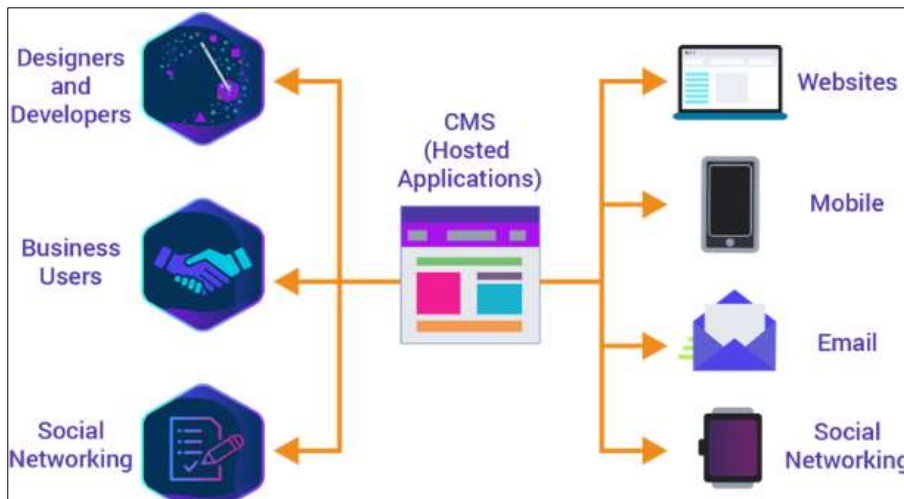 Designers
and
Developers
Business
Users
Social
Networking
CMS
(Hosted
Applications)
Websites
Mobile
Email
Social
Networking